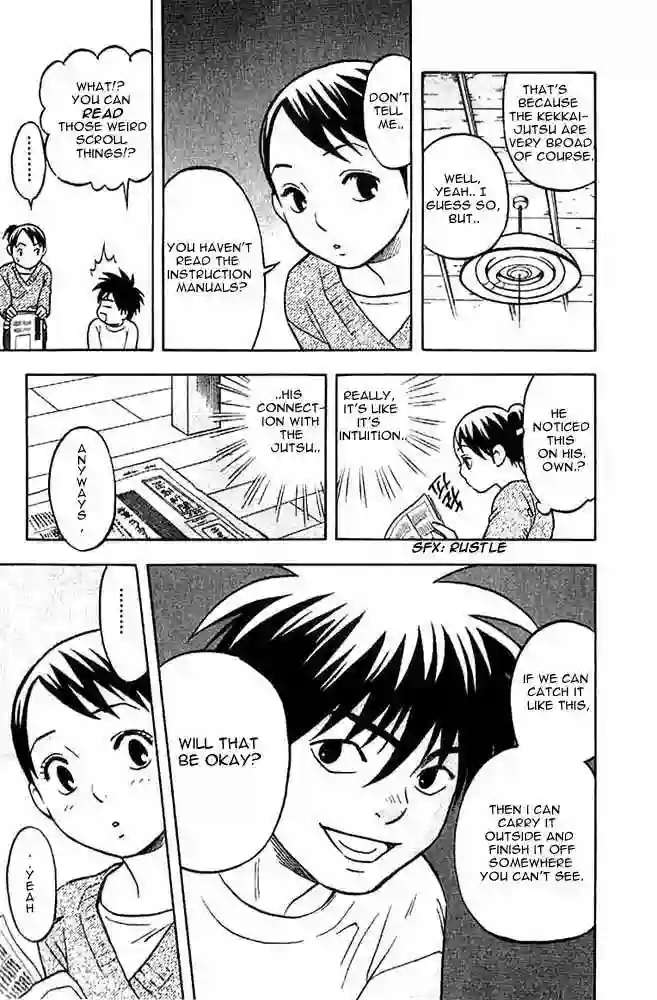 THAT'S
BECAUSE
THE KEKKAI-
JUTSU ARE
VERY BROAD
OF COURSE.
WELL,
YEAH.. I
GUESS SO,
BUT..
DON'T
TELL
ME..
YOU HAVEN'T
READ THE
INSTRUCTION
MANUALS?
WHAT!?
YOU CAN
READ
THOSE WEIRD
SCROLL
THINGS!?
........
HE
NOTICED
THIS
ON HIS
OWN.?
SFX: RUSTLE
REALLY,
IT'S LIKE
IT'S
INTUITION..
..HIS
CONNECT-
ION WITH
THE
JUTSU..
ANYWAYS,
IF WE CAN
CATCH IT
LIKE THIS,
THEN I CAN
CARRY IT
OUTSIDE AND
FINISH IT OFF
SOMEWHERE
YOU CAN'T SEE.
WILL THAT
BE OKAY?
........
..YEAH